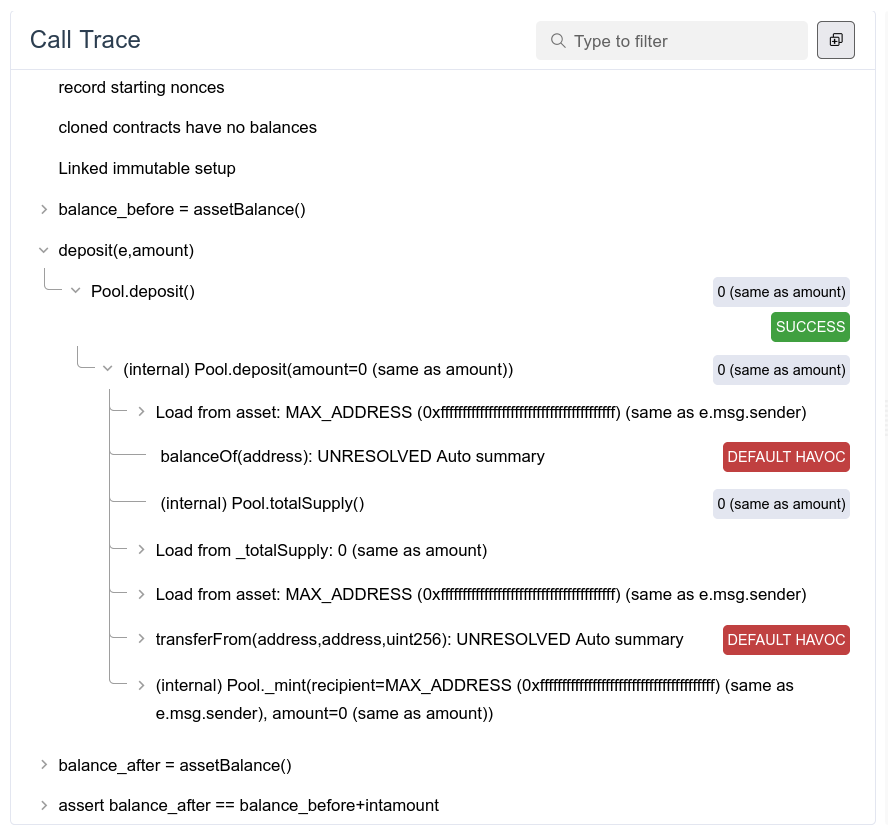 Call Trace
Type to filter
record starting nonces
cloned contracts have no balances
Linked immutable setup
balance_before = assetBalance()
deposit(e,amount)
Pool.deposit()
0 (same as amount)
SUCCESS
(internal) Pool.deposit(amount=0 (same as amount))
0 (same as amount)
Load from asset: MAX_ADDRESS (0xffffffffffffffffffffffffffffffffffffffff) (same as e.msg.sender)
balanceOf(address): UNRESOLVED Auto summary
DEFAULT HAVOC
(internal) Pool.totalSupply()
0 (same as amount)
Load from _totalSupply: 0 (same as amount)
Load from asset: MAX_ADDRESS (0xffffffffffffffffffffffffffffffffffffffff) (same as e.msg.sender)
transferFrom(address,address,uint256): UNRESOLVED Auto summary
DEFAULT HAVOC
(internal) Pool._mint(recipient=MAX_ADDRESS (0xffffffffffffffffffffffffffffffffffffffff) (same as
e.msg.sender), amount=0 (same as amount))
balance_after = assetBalance()
assert balance_after == balance_before+intamount